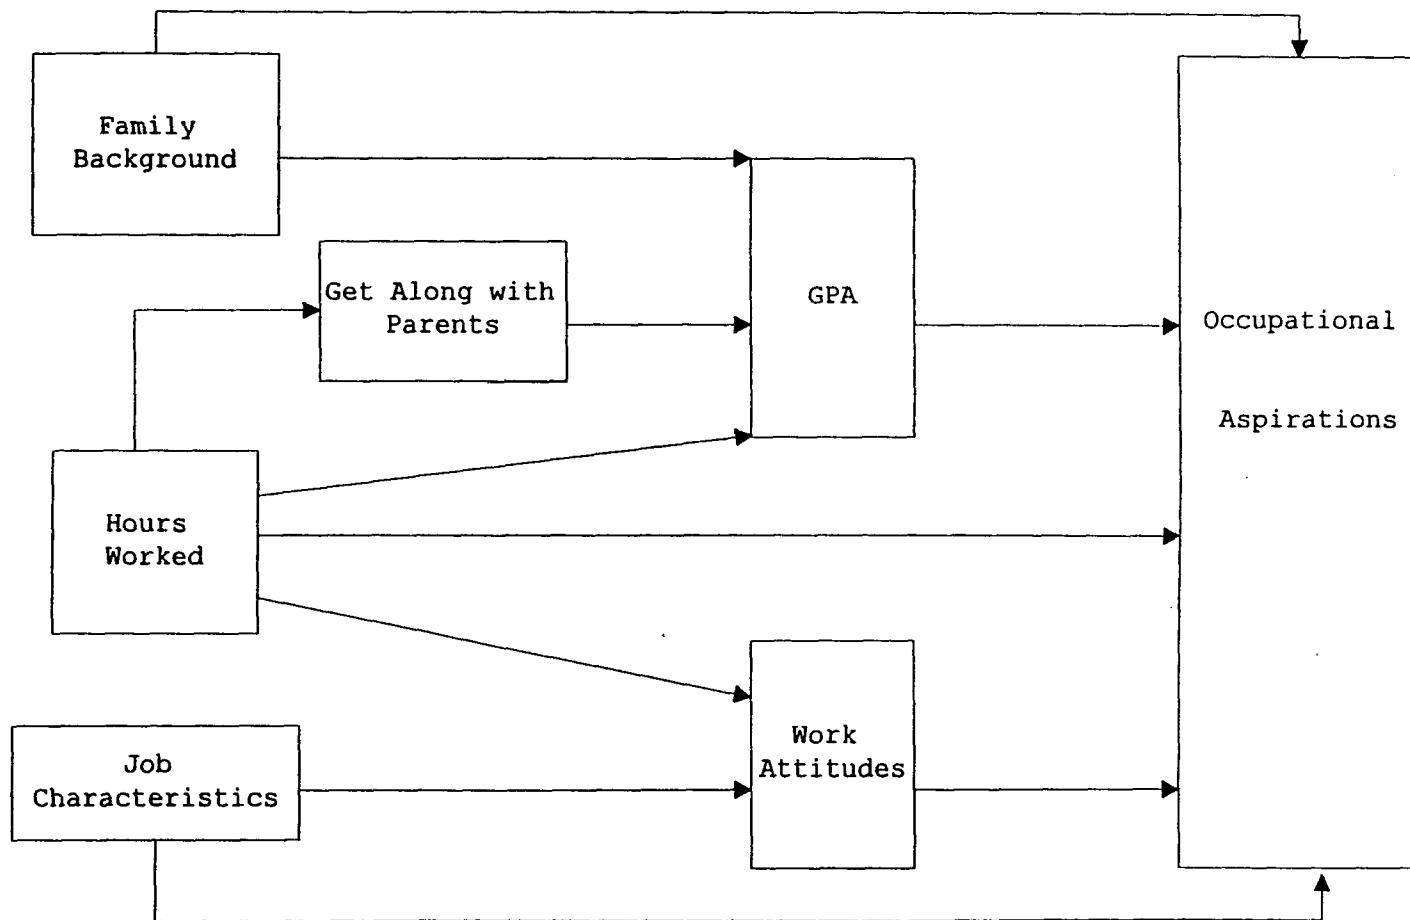 Family
Background
Get Along with
Parents
GPA
Occupational
Aspirations
Hours
Worked
Work
Attitudes
Job
Characteristics